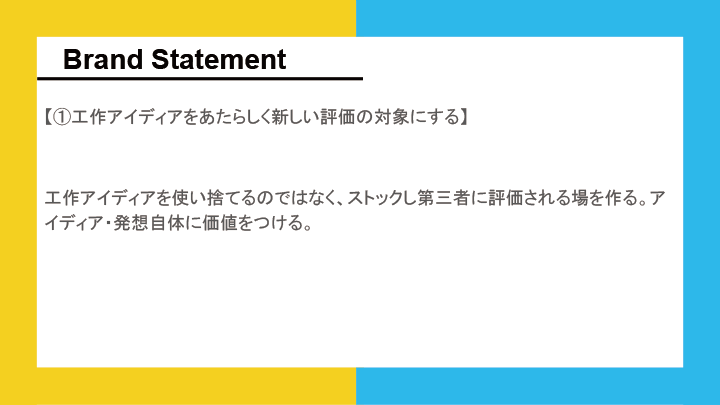 Brand Statement
【①工作アイディアをあたらしく新しい評価の対象にする】
工作アイディアを使い捨てるのではなく、ストックし第三者に評価される場を作る。ア
イディア・発想自体に価値をつける。